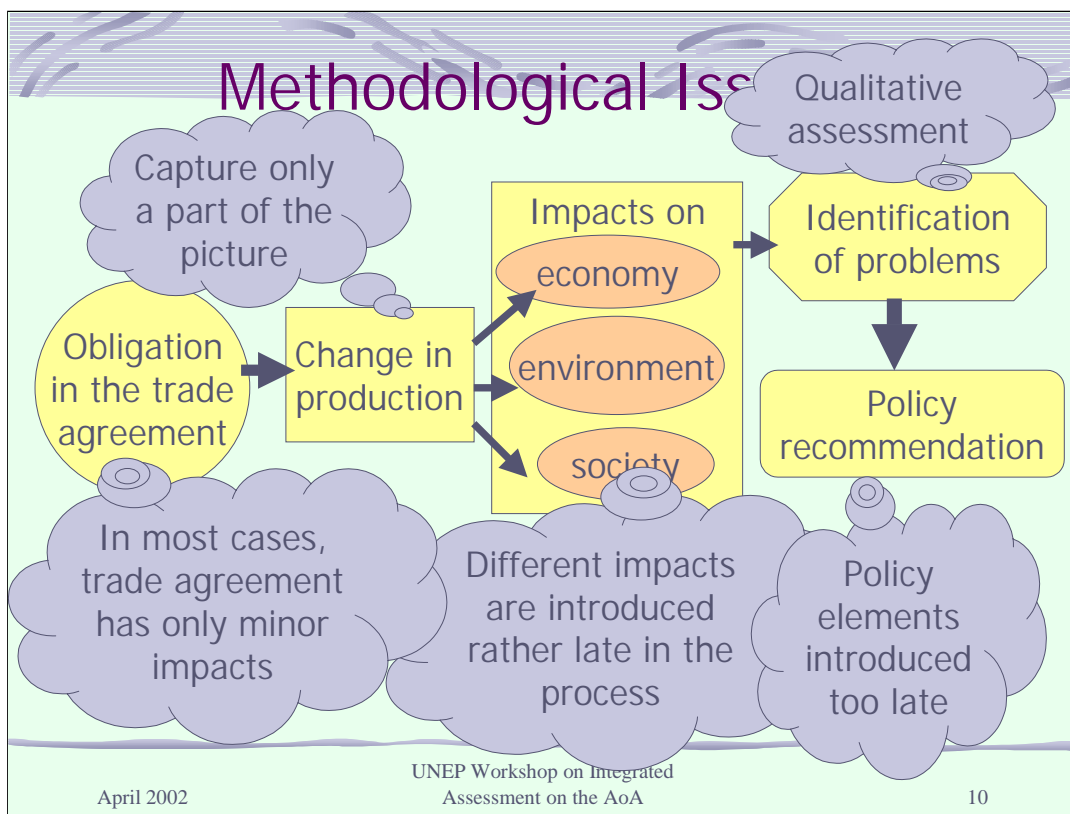 Methodological Iss
Qualitative
assessment
Capture only
a part of the
picture
Impacts on
economy
environment
society
Identification
of problems
Obligation
in the trade
agreement
Change in
production
Policy
recommendation
In most cases,
trade agreement
has only minor
impacts
Different impacts
are introduced
rather late in the
process
Policy
elements
introduced
too late
April 2002
UNEP Workshop on Integrated
Assessment on the AoA
10